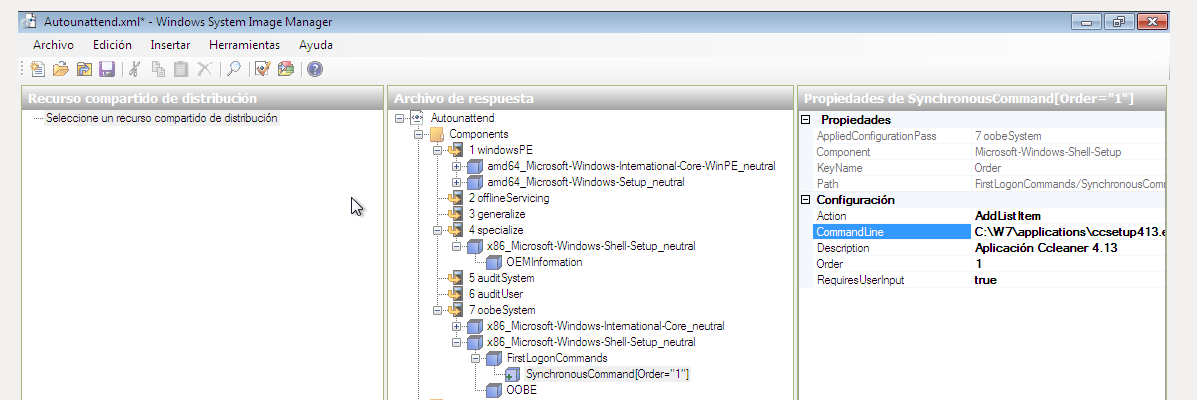 Autounattend.xml* - Windows System Image Manager
Archivo Edición Insertar Herramientas Ayuda
Recurso compartido de distribución
Seleccione un recurso compartido de distribución
Archivo de respuesta
Autounattend
Components
1 windowsPE
amd64_Microsoft-Windows-International-Core-WinPE_neutral
amd64_Microsoft-Windows-Setup_neutral
2 offlineServicing
3 generalize
4 specialize
x86_Microsoft-Windows-Shell-Setup_neutral
OEMInformation
5 auditSystem
6 auditUser
7 oobeSystem
x86_Microsoft-Windows-International-Core_neutral
x86_Microsoft-Windows-Shell-Setup_neutral
FirstLogonCommands
SynchronousCommand[Order="1"]
OOBE
Propiedades de SynchronousCommand[Order="1"]
Propiedades
AppliedConfigurationPass 7 oobeSystem
Component Microsoft-Windows-Shell-Setup
KeyName Order
Path FirstLogonCommands/SynchronousComm
Configuración
Action AddListItem
CommandLine C:\W7\applications\ccsetup413.e
Description Aplicación Ccleaner 4.13
Order 1
RequiresUserInput true